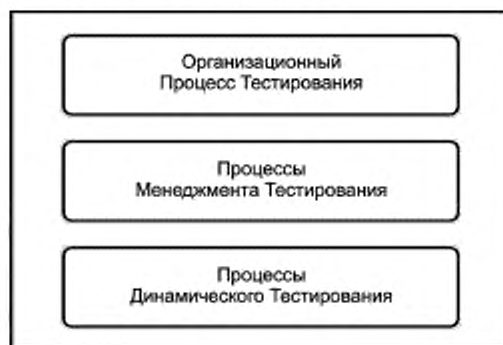 Организационный
Процесс Тестирования
Процессы
Менеджмента Тестирования
Процессы
Динамического Тестирования